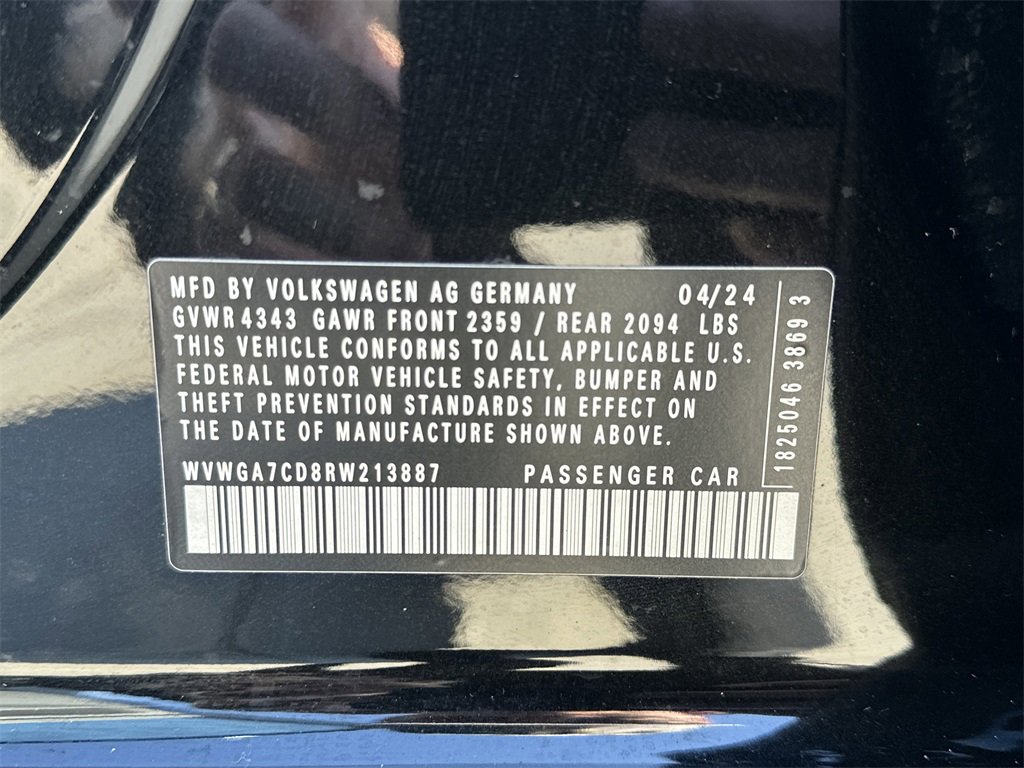 MFD BY VOLKSWAGEN AG GERMANY 04/24
GVWR 4343 GAWR FRONT 2359 / REAR 2094 LBS
THIS VEHICLE CONFORMS TO ALL APPLICABLE U.S.
FEDERAL MOTOR VEHICLE SAFETY, BUMPER AND
THEFT PREVENTION STANDARDS IN EFFECT ON
THE DATE OF MANUFACTURE SHOWN ABOVE.
WVWGA7CD8RW213887 PASSENGER CAR
1825046 3869 3